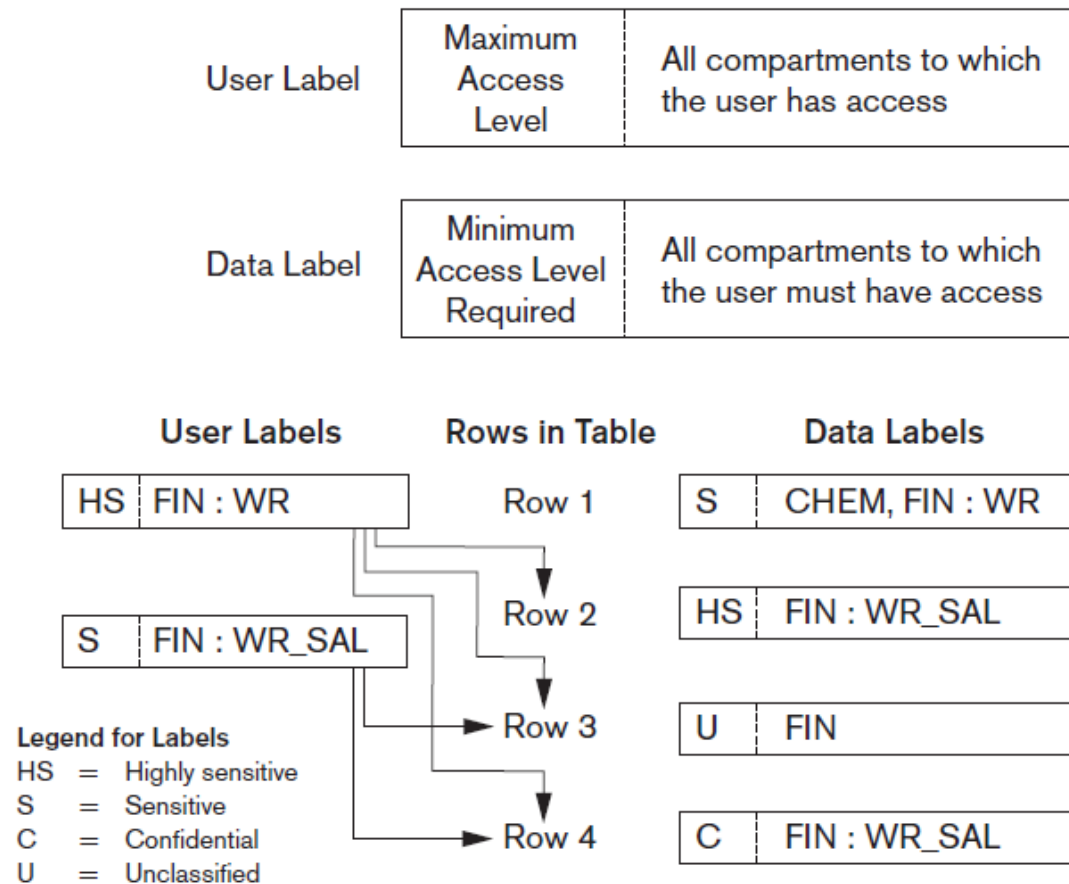 User Label
Maximum
Access
Level
All compartments to which
the user has access
Data Label
Minimum
Access Level
Required
All compartments to which
the user must have access
User Labels
Rows in Table
Data Labels
HS FIN : WR
Row 1
S CHEM, FIN : WR
Row 2
HS FIN : WR_SAL
S FIN : WR_SAL
Row 3
U FIN
Legend for Labels
HS = Highly sensitive
S = Sensitive
C = Confidential
U = Unclassified
Row 4
C FIN : WR_SAL